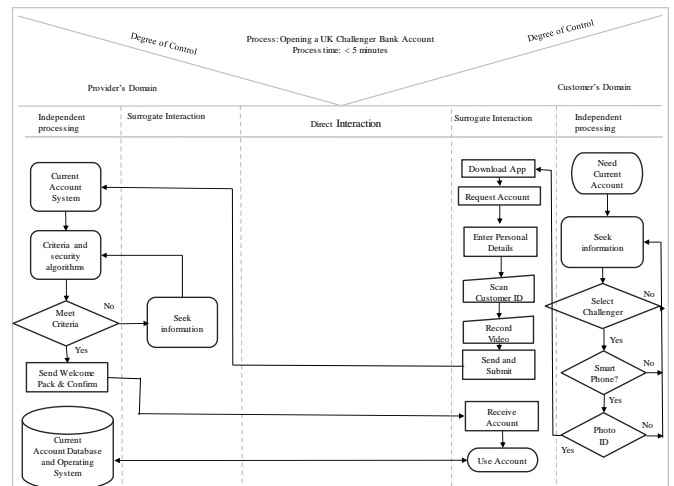 Degree of Control
Process: Opening a UK Challenger Bank Account
Process time: < 5 minutes
Degree of Control
Provider's Domain
Customer's Domain
Independent
processing
Surrogate Interaction
Direct Interaction
Surrogate Interaction
Independent
processing
Current
Account
System
Criteria and
security
algorithms
Meet
Criteria
No
Yes
Seek
information
Send Welcome
Pack & Confirm
Current
Account Database
and Operating
System
Download App
Request Account
Enter Personal
Details
Scan
Customer ID
Record
Video
Send and
Submit
Receive
Account
Use Account
Need
Current
Account
Seek
information
Select
Challenger
No
Yes
Smart
Phone?
No
Yes
Photo
ID
No
Yes